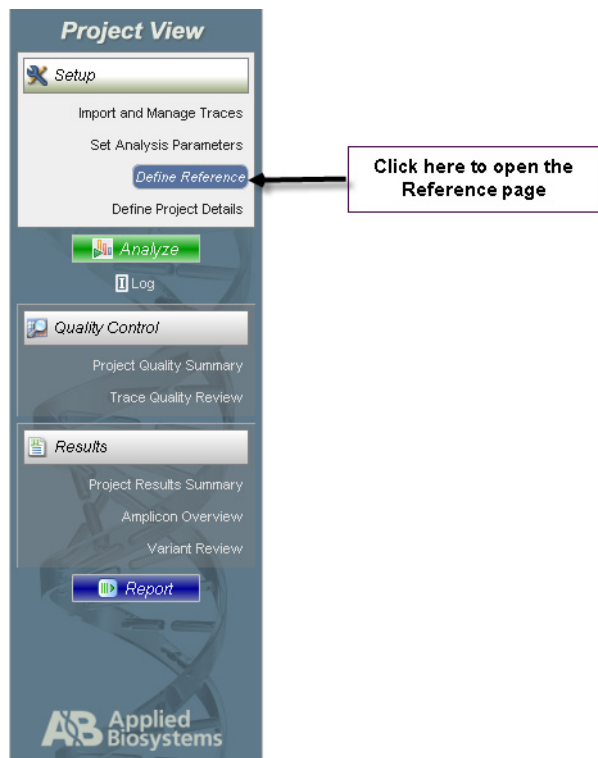 Project View
Setup
Import and Manage Traces
Set Analysis Parameters
Define Reference
Click here to open the
Reference page
Define Project Details
Analyze
Log
Quality Control
Project Quality Summary
Trace Quality Review
Results
Project Results Summary
Amplicon Overview
Variant Review
Report
AB Applied
Biosystems